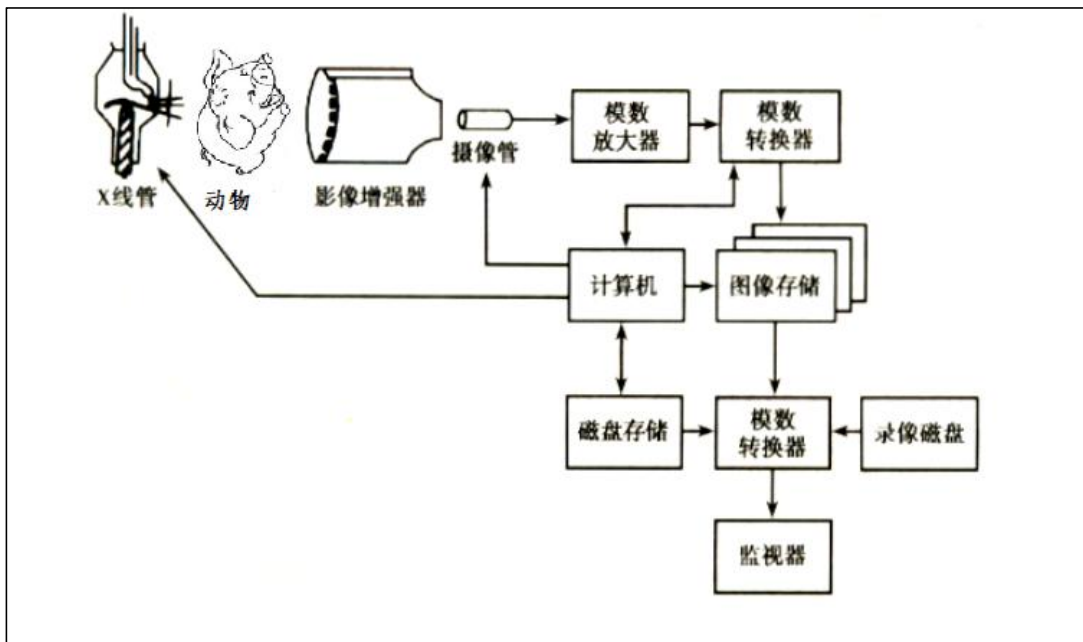 X线管
动物
影像增强器
摄像管
模数
放大器
模数
转换器
计算机
图像存储
磁盘存储
模数
转换器
录像磁盘
监视器